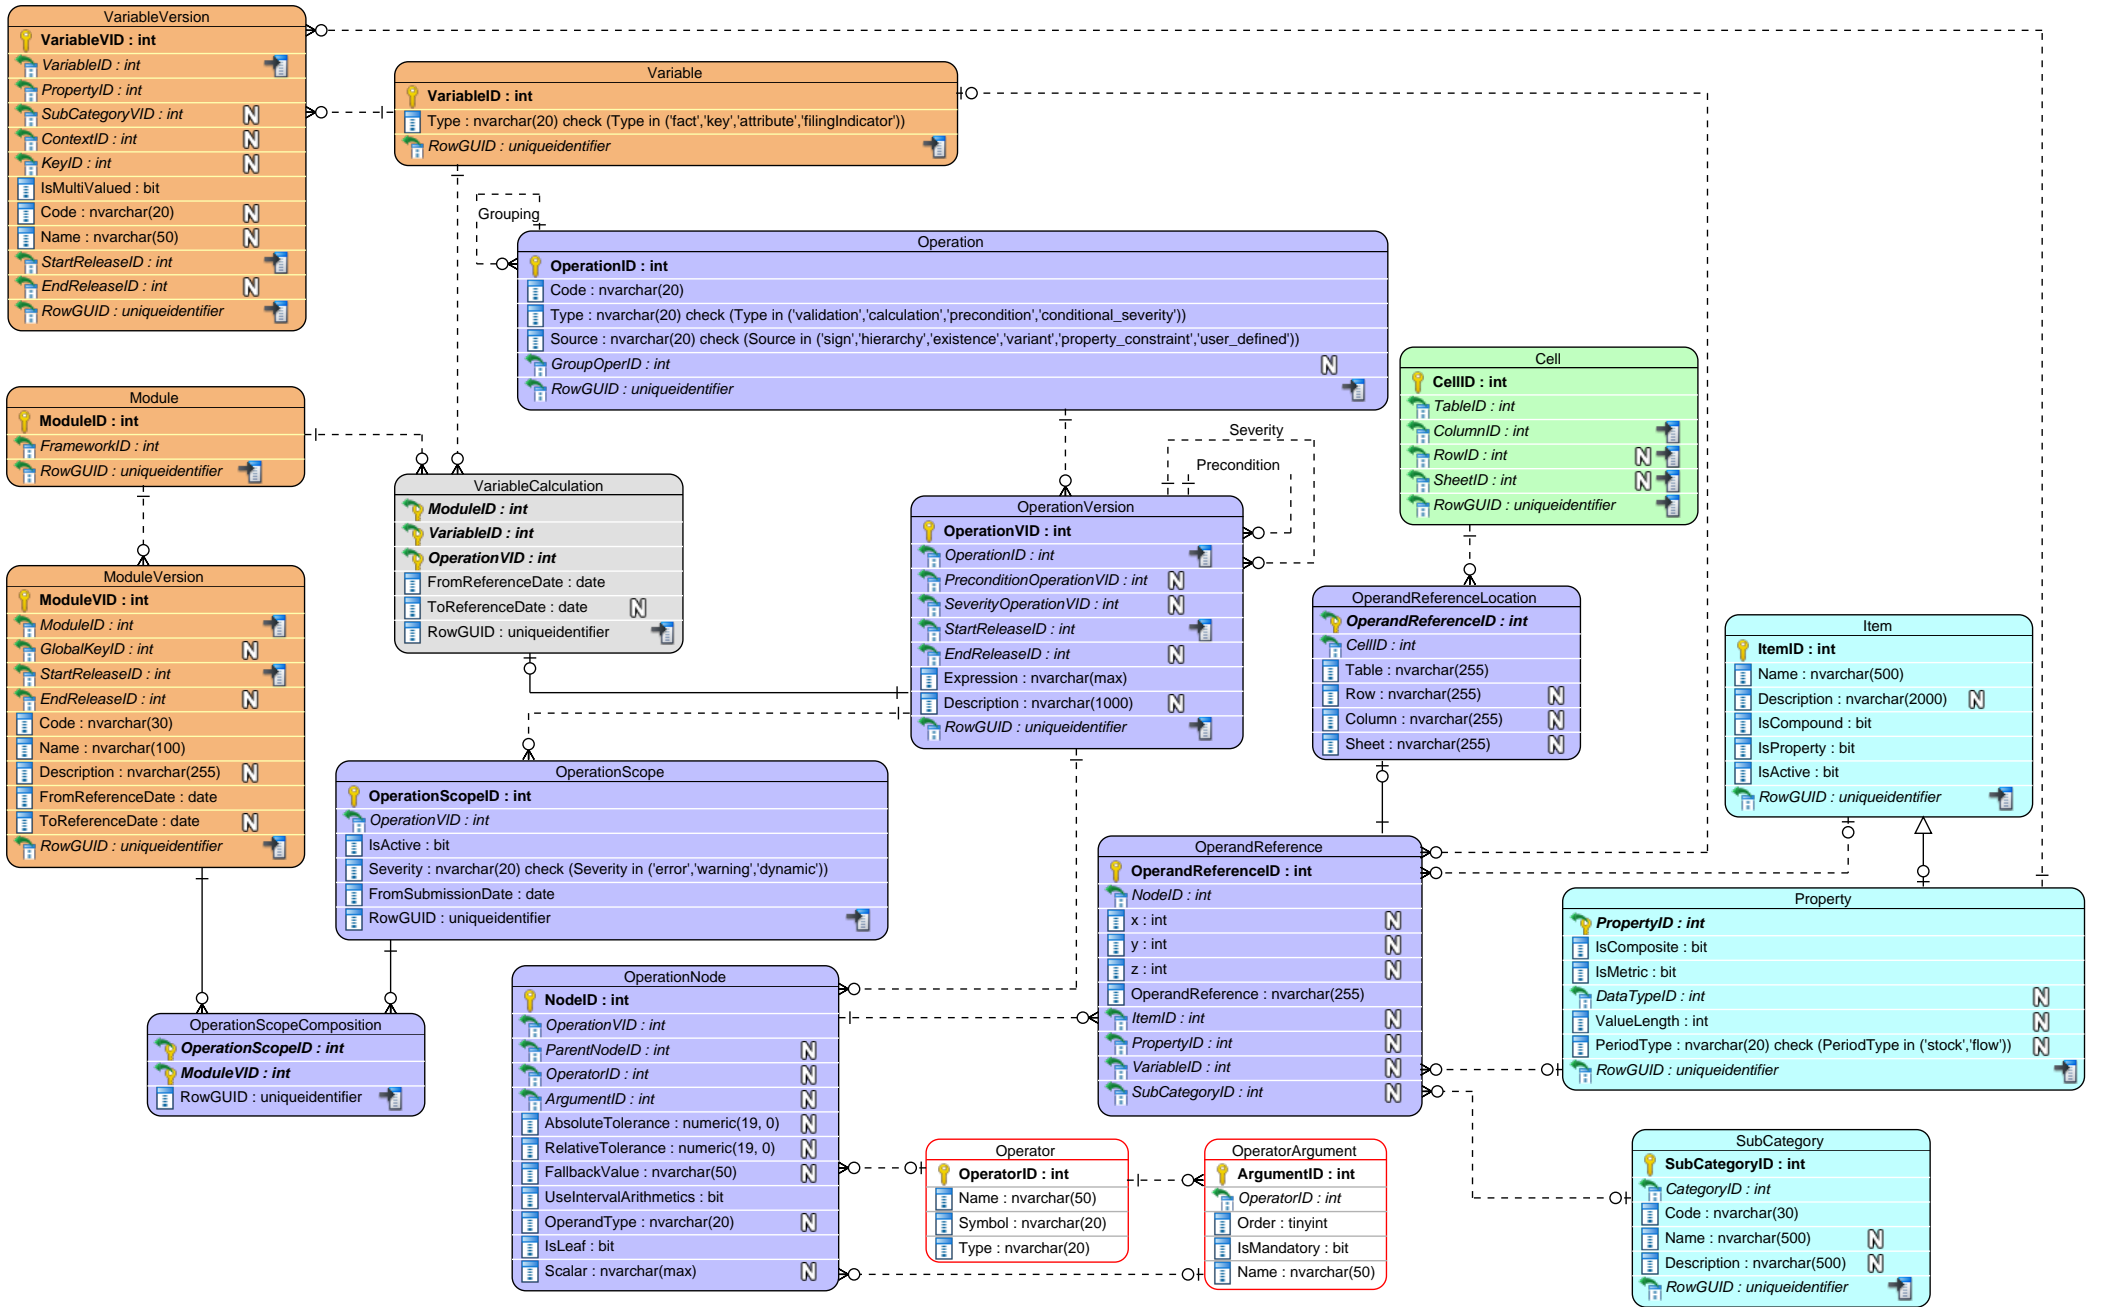 VariableVersion
VariableVID : int
VariableID : int
PropertyID : int
SubCategoryVID : int
ContextID : int
KeyID : int
IsMultiValued : bit
Code : nvarchar(20)
Name : nvarchar(50)
StartReleaseID : int
EndReleaseID : int
RowGUID : uniqueidentifier
Variable
VariableID : int
Type : nvarchar(20) check (Type in ('fact','key','attribute','filingIndicator'))
RowGUID : uniqueidentifier
Grouping
Operation
OperationID : int
Code : nvarchar(20)
Type : nvarchar(20) check (Type in ('validation','calculation','precondition','conditional_severity'))
Source : nvarchar(20) check (Source in ('sign','hierarchy','existence','variant','property_constraint','user_defined'))
GroupOperID : int
RowGUID : uniqueidentifier
Cell
CellID : int
TableID : int
ColumnID : int
RowID : int
SheetID : int
RowGUID : uniqueidentifier
Module
ModuleID : int
FrameworkID : int
RowGUID : uniqueidentifier
Severity
Precondition
VariableCalculation
ModuleID : int
VariableID : int
OperationVID : int
FromReferenceDate : date
ToReferenceDate : date
RowGUID : uniqueidentifier
OperationVersion
OperationVID : int
OperationID : int
PreconditionOperationVID : int
SeverityOperationVID : int
StartReleaseID : int
EndReleaseID : int
Expression : nvarchar(max)
Description : nvarchar(1000)
RowGUID : uniqueidentifier
ModuleVersion
ModuleVID : int
ModuleID : int
GlobalKeyID : int
StartReleaseID : int
EndReleaseID : int
Code : nvarchar(30)
Name : nvarchar(100)
Description : nvarchar(255)
FromReferenceDate : date
ToReferenceDate : date
RowGUID : uniqueidentifier
OperandReferenceLocation
OperandReferenceID : int
CellID : int
Table : nvarchar(255)
Row : nvarchar(255)
Column : nvarchar(255)
Sheet : nvarchar(255)
Item
ItemID : int
Name : nvarchar(500)
Description : nvarchar(2000)
IsCompound : bit
IsProperty : bit
IsActive : bit
RowGUID : uniqueidentifier
OperationScope
OperationScopeID : int
OperationVID : int
IsActive : bit
Severity : nvarchar(20) check (Severity in ('error','warning','dynamic'))
FromSubmissionDate : date
RowGUID : uniqueidentifier
OperandReference
OperandReferenceID : int
NodeID : int
x : int
y : int
z : int
OperandReference : nvarchar(255)
ItemID : int
PropertyID : int
VariableID : int
SubCategoryID : int
Property
PropertyID : int
IsComposite : bit
IsMetric : bit
DataTypeID : int
ValueLength : int
PeriodType : nvarchar(20) check (PeriodType in ('stock','flow'))
RowGUID : uniqueidentifier
OperationNode
NodeID : int
OperationVID : int
ParentNodeID : int
OperatorID : int
ArgumentID : int
AbsoluteTolerance : numeric(19, 0)
RelativeTolerance : numeric(19, 0)
FallbackValue : nvarchar(50)
UseIntervalArithmetics : bit
OperandType : nvarchar(20)
IsLeaf : bit
Scalar : nvarchar(max)
OperationScopeComposition
OperationScopeID : int
ModuleVID : int
RowGUID : uniqueidentifier
Operator
OperatorID : int
Name : nvarchar(50)
Symbol : nvarchar(20)
Type : nvarchar(20)
OperatorArgument
ArgumentID : int
OperatorID : int
Order : tinyint
IsMandatory : bit
Name : nvarchar(50)
SubCategory
SubCategoryID : int
CategoryID : int
Code : nvarchar(30)
Name : nvarchar(500)
Description : nvarchar(500)
RowGUID : uniqueidentifier